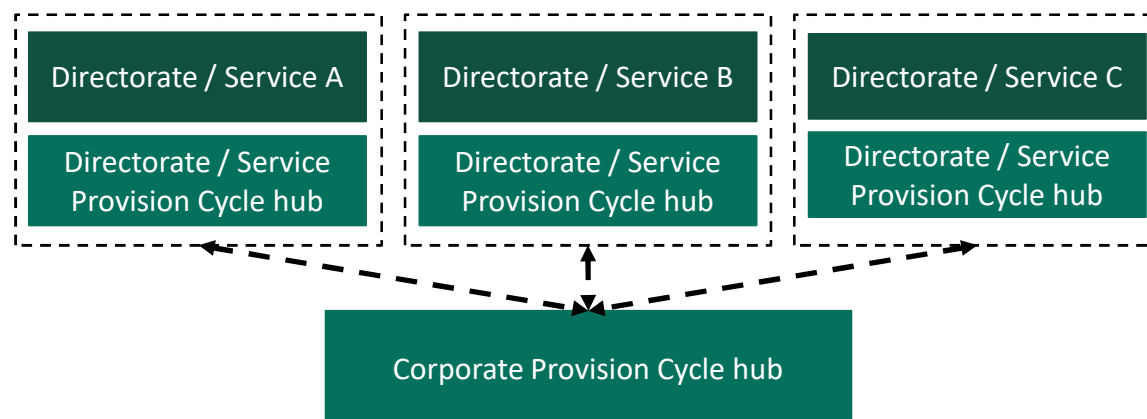 Directorate / Service A
Directorate / Service
Provision Cycle hub
Directorate / Service B
Directorate / Service
Provision Cycle hub
Directorate / Service C
Directorate / Service
Provision Cycle hub
Corporate Provision Cycle hub